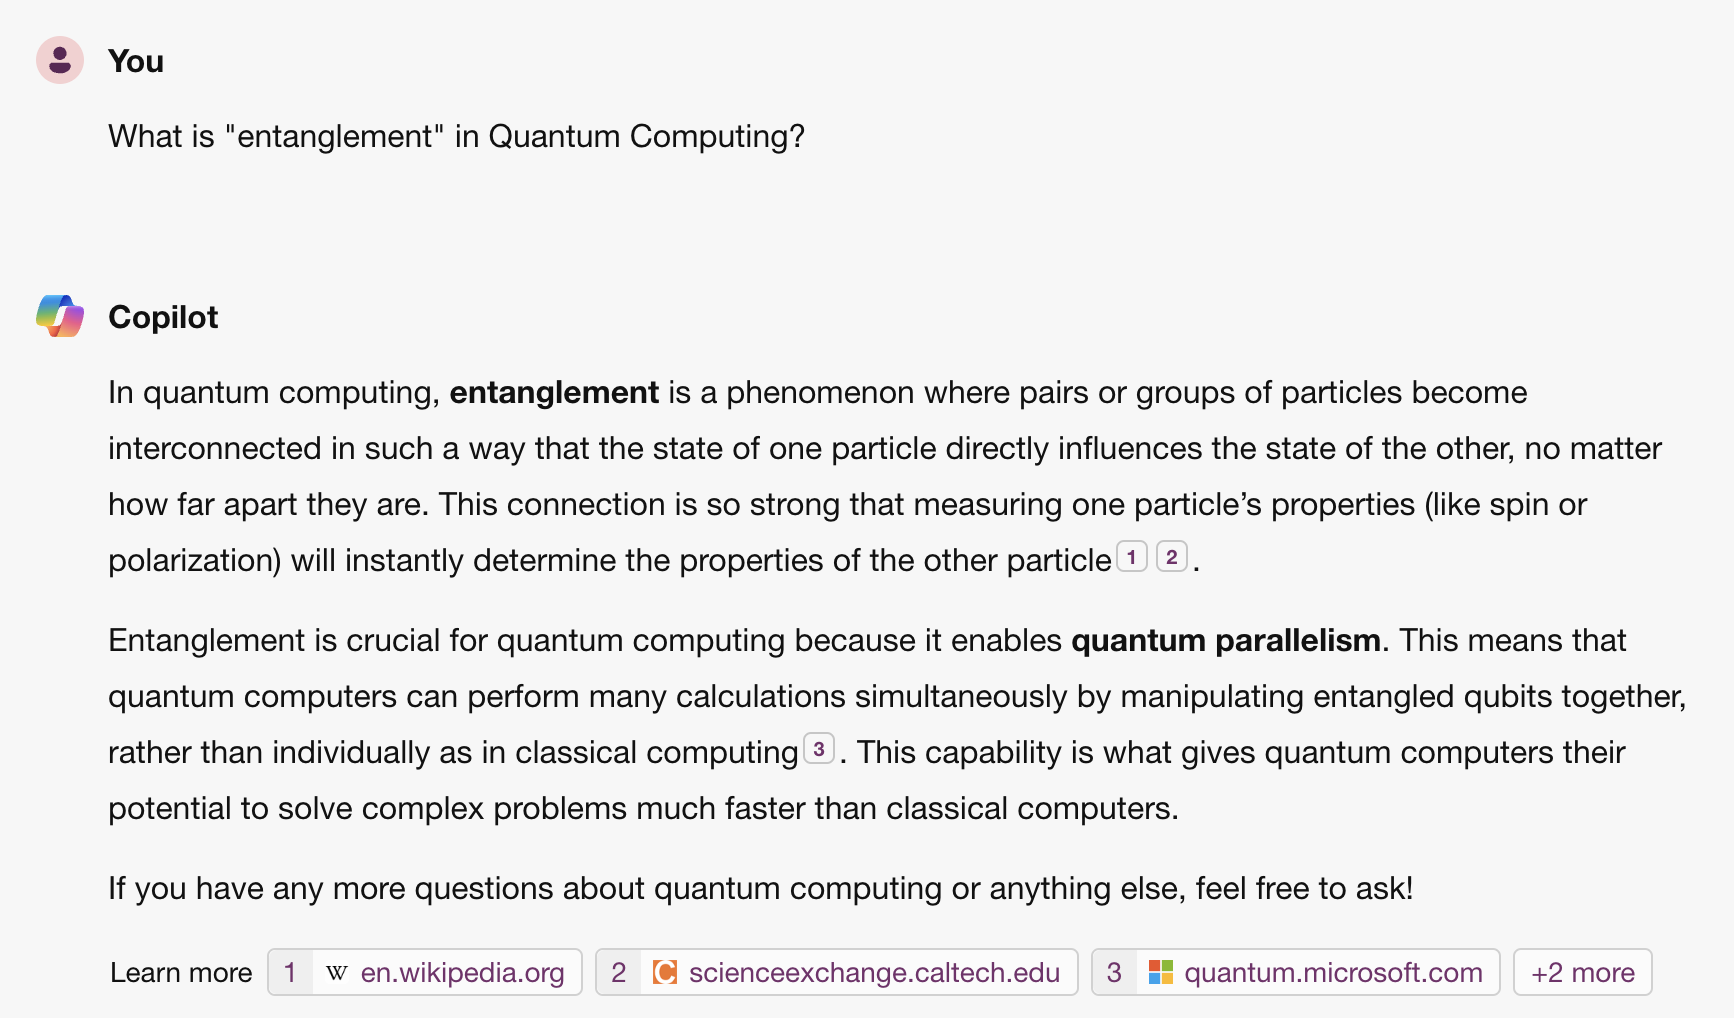 You
What is "entanglement" in Quantum Computing?
Copilot
In quantum computing, entanglement is a phenomenon where pairs or groups of particles become
interconnected in such a way that the state of one particle directly influences the state of the other, no matter
how far apart they are. This connection is so strong that measuring one particle’s properties (like spin or
polarization) will instantly determine the properties of the other particle 1 2 .
Entanglement is crucial for quantum computing because it enables quantum parallelism. This means that
quantum computers can perform many calculations simultaneously by manipulating entangled qubits together,
rather than individually as in classical computing 3 . This capability is what gives quantum computers their
potential to solve complex problems much faster than classical computers.
If you have any more questions about quantum computing or anything else, feel free to ask!
Learn more 1 W en.wikipedia.org 2 C scienceexchange.caltech.edu 3 quantum.microsoft.com +2 more